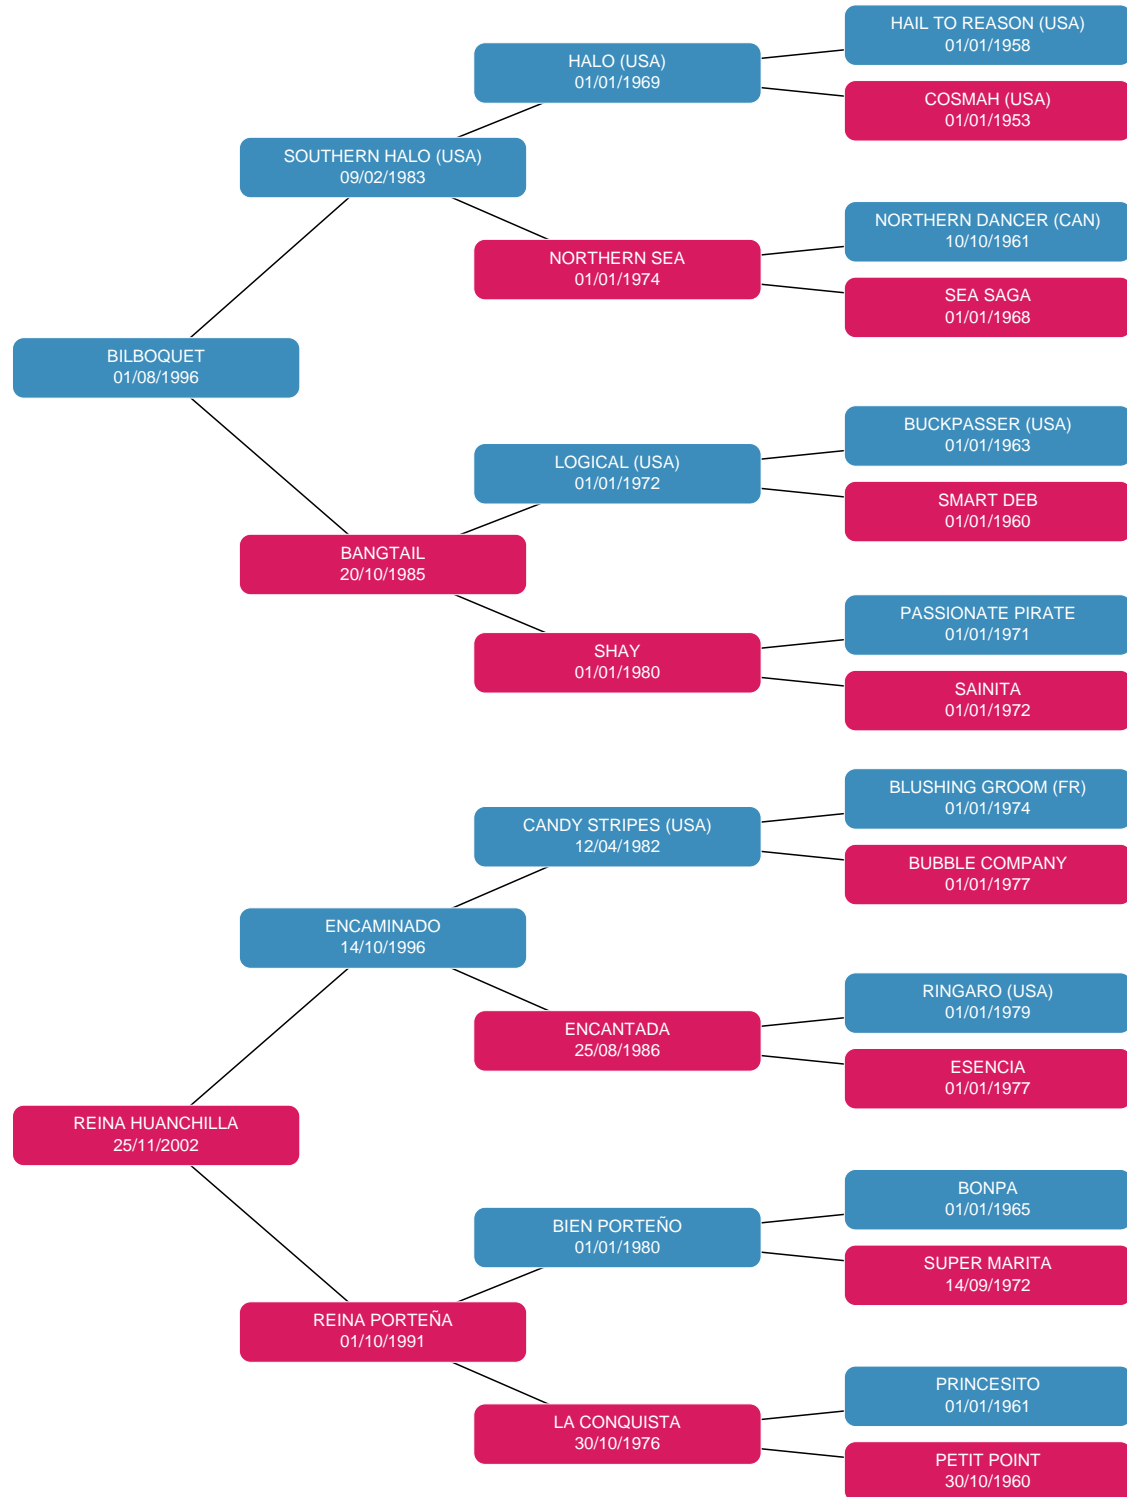 HAIL TO REASON (USA)
01/01/1958
HALO (USA)
01/01/1969
COSMAH (USA)
01/01/1953
SOUTHERN HALO (USA)
09/02/1983
NORTHERN DANCER (CAN)
10/10/1961
NORTHERN SEA
01/01/1974
SEA SAGA
01/01/1968
BILBOQUET
01/08/1996
BUCKPASSER (USA)
01/01/1963
LOGICAL (USA)
01/01/1972
SMART DEB
01/01/1960
BANGTAIL
20/10/1985
PASSIONATE PIRATE
01/01/1971
SHAY
01/01/1980
SAINITA
01/01/1972
BLUSHING GROOM (FR)
01/01/1974
CANDY STRIPES (USA)
12/04/1982
BUBBLE COMPANY
01/01/1977
ENCAMINADO
14/10/1996
RINGARO (USA)
01/01/1979
ENCANTADA
25/08/1986
ESENCIA
01/01/1977
REINA HUANCHILLA
25/11/2002
BONPA
01/01/1965
BIEN PORTEÑO
01/01/1980
SUPER MARITA
14/09/1972
REINA PORTEÑA
01/10/1991
PRINCESITO
01/01/1961
LA CONQUISTA
30/10/1976
PETIT POINT
30/10/1960